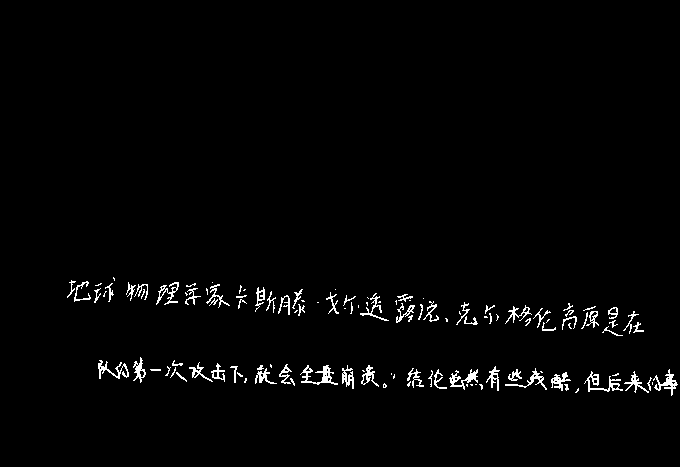 地球物理学家卡斯滕·戈尔透露说、克尔格伦高原是在
队的第一次攻击下,就会全盘崩溃。”结论虽然有些残酷,但后来的事